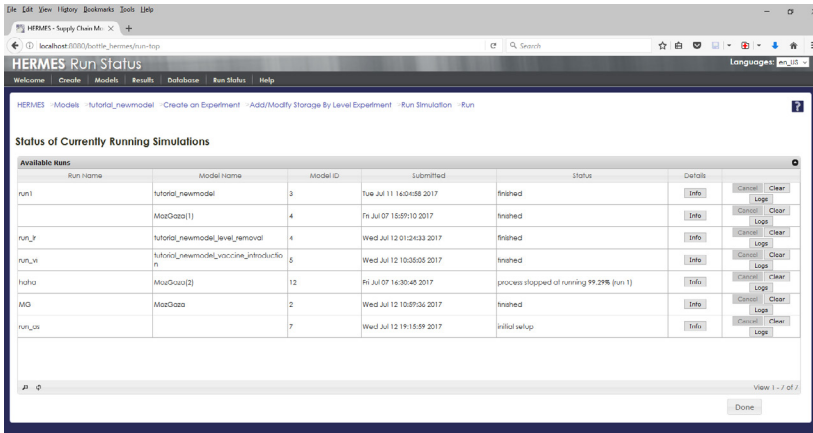 File Edit View History Bookmarks Tools Help
HERMES - Supply Chain Mo × +
localhost:8080/bottle_hermes/run-top
Search
HERMES Run Status
Languages: en_US
Welcome Create Models Results Database Run Status Help
HERMES >Models >tutorial_newmodel >Create an Experiment >Add/Modify Storage By Level Experiment >Run Simulation >Run
?
Status of Currently Running Simulations
Available Runs
Run Name Model Name Model ID Submitted Status Details
run1 tutorial_newmodel 3 Tue Jul 11 16:04:58 2017 finished Info Cancel Clear
Logs
MozGaza(1) 4 Fri Jul 07 15:59:10 2017 finished Info Cancel Clear
Logs
run_lr tutorial_newmodel_level_removal 4 Wed Jul 12 01:24:33 2017 finished Info Cancel Clear
Logs
run_vi tutorial_newmodel_vaccine_introductio
n 5 Wed Jul 12 10:35:05 2017 finished Info Cancel Clear
Logs
haha MozGaza(2) 12 Fri Jul 07 16:30:48 2017 process stopped at running 99.29% (run 1) Info Cancel Clear
Logs
MG MozGaza 2 Wed Jul 12 10:59:36 2017 finished Info Cancel Clear
Logs
run_as 7 Wed Jul 12 19:15:59 2017 initial setup Info Cancel Clear
Logs
View 1 - 7 of 7
Done